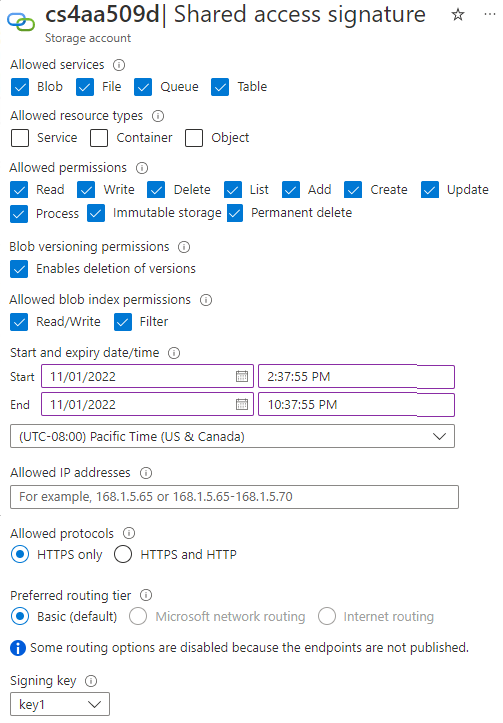 cs4aa509d| Shared access signature
Storage account
Allowed services
Blob File Queue Table
Allowed resource types
Service Container Object
Allowed permissions
Read Write Delete List Add Create Update
Process Immutable storage Permanent delete
Blob versioning permissions
Enables deletion of versions
Allowed blob index permissions
Read/Write Filter
Start and expiry date/time
Start 11/01/2022 2:37:55 PM
End 11/01/2022 10:37:55 PM
(UTC-08:00) Pacific Time (US & Canada)
Allowed IP addresses
For example, 168.1.5.65 or 168.1.5.65-168.1.5.70
Allowed protocols
HTTPS only HTTPS and HTTP
Preferred routing tier
Basic (default) Microsoft network routing Internet routing
Some routing options are disabled because the endpoints are not published.
Signing key
key1